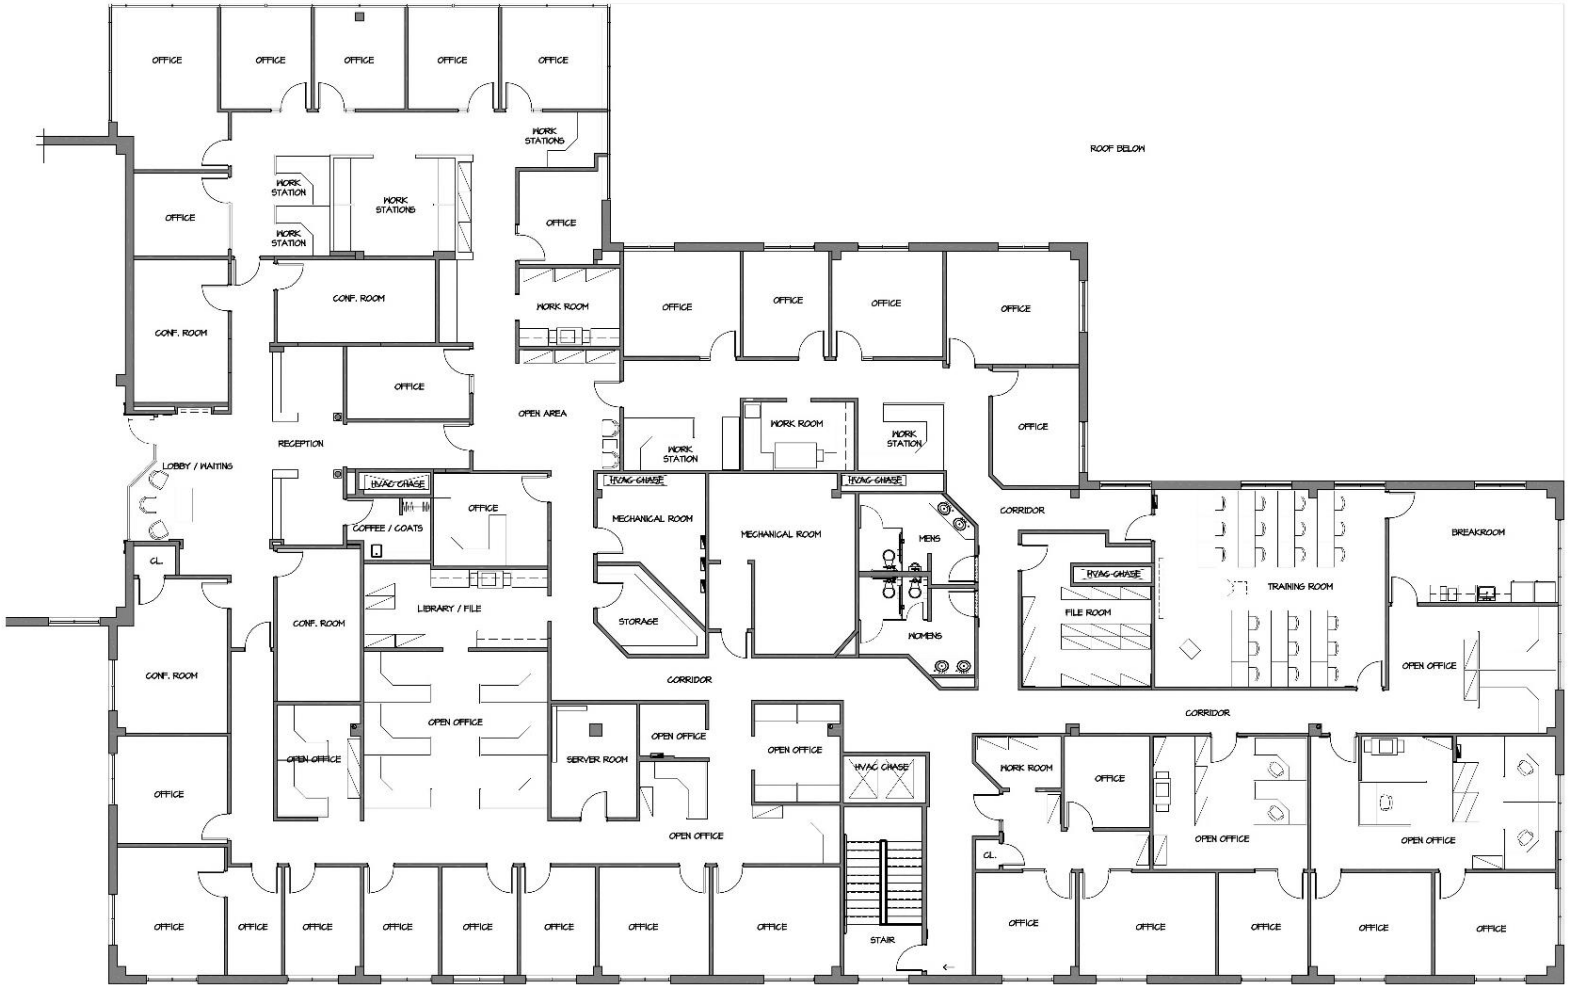 OFFICE
OFFICE
OFFICE
OFFICE
OFFICE
WORK
STATIONS
ROOF BELOW
WORK
STATION
WORK
STATIONS
OFFICE
OFFICE
WORK
STATION
CONF. ROOM
WORK ROOM
OFFICE
OFFICE
OFFICE
OFFICE
CONF. ROOM
OFFICE
OPEN AREA
WORK ROOM
OFFICE
RECEPTION
WORK
STATION
WORK
STATION
LOBBY / WAITING
HVAC CHASE
HVAC CHASE
HVAC CHASE
OFFICE
CORRIDOR
MECHANICAL ROOM
COFFEE / COATS
MECHANICAL ROOM
MENS
BREAKROOM
CL.
HVAC CHASE
TRAINING ROOM
LIBRARY / FILE
FILE ROOM
CONF. ROOM
STORAGE
WOMENS
OPEN OFFICE
CONF. ROOM
CORRIDOR
CORRIDOR
OPEN OFFICE
OPEN OFFICE
OPEN OFFICE
OPEN OFFICE
SERVER ROOM
HVAC CHASE
WORK ROOM
OFFICE
OFFICE
OPEN OFFICE
OPEN OFFICE
OPEN OFFICE
CL.
OFFICE
OFFICE
OFFICE
OFFICE
OFFICE
OFFICE
OFFICE
OFFICE
STAIR
OFFICE
OFFICE
OFFICE
OFFICE
OFFICE